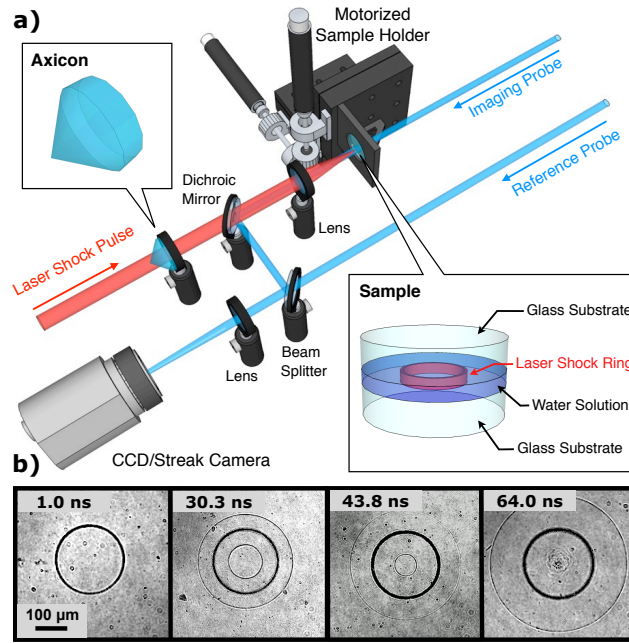 a)
Motorized
Sample Holder
Axicon
Imaging Probe
Reference Probe
Dichroic
Mirror
Lens
Laser Shock Pulse
Sample
Glass Substrate
Laser Shock Ring
Water Solution
Glass Substrate
Lens
Beam
Splitter
CCD/Streak Camera
b)
1.0 ns
30.3 ns
43.8 ns
64.0 ns
100 μm